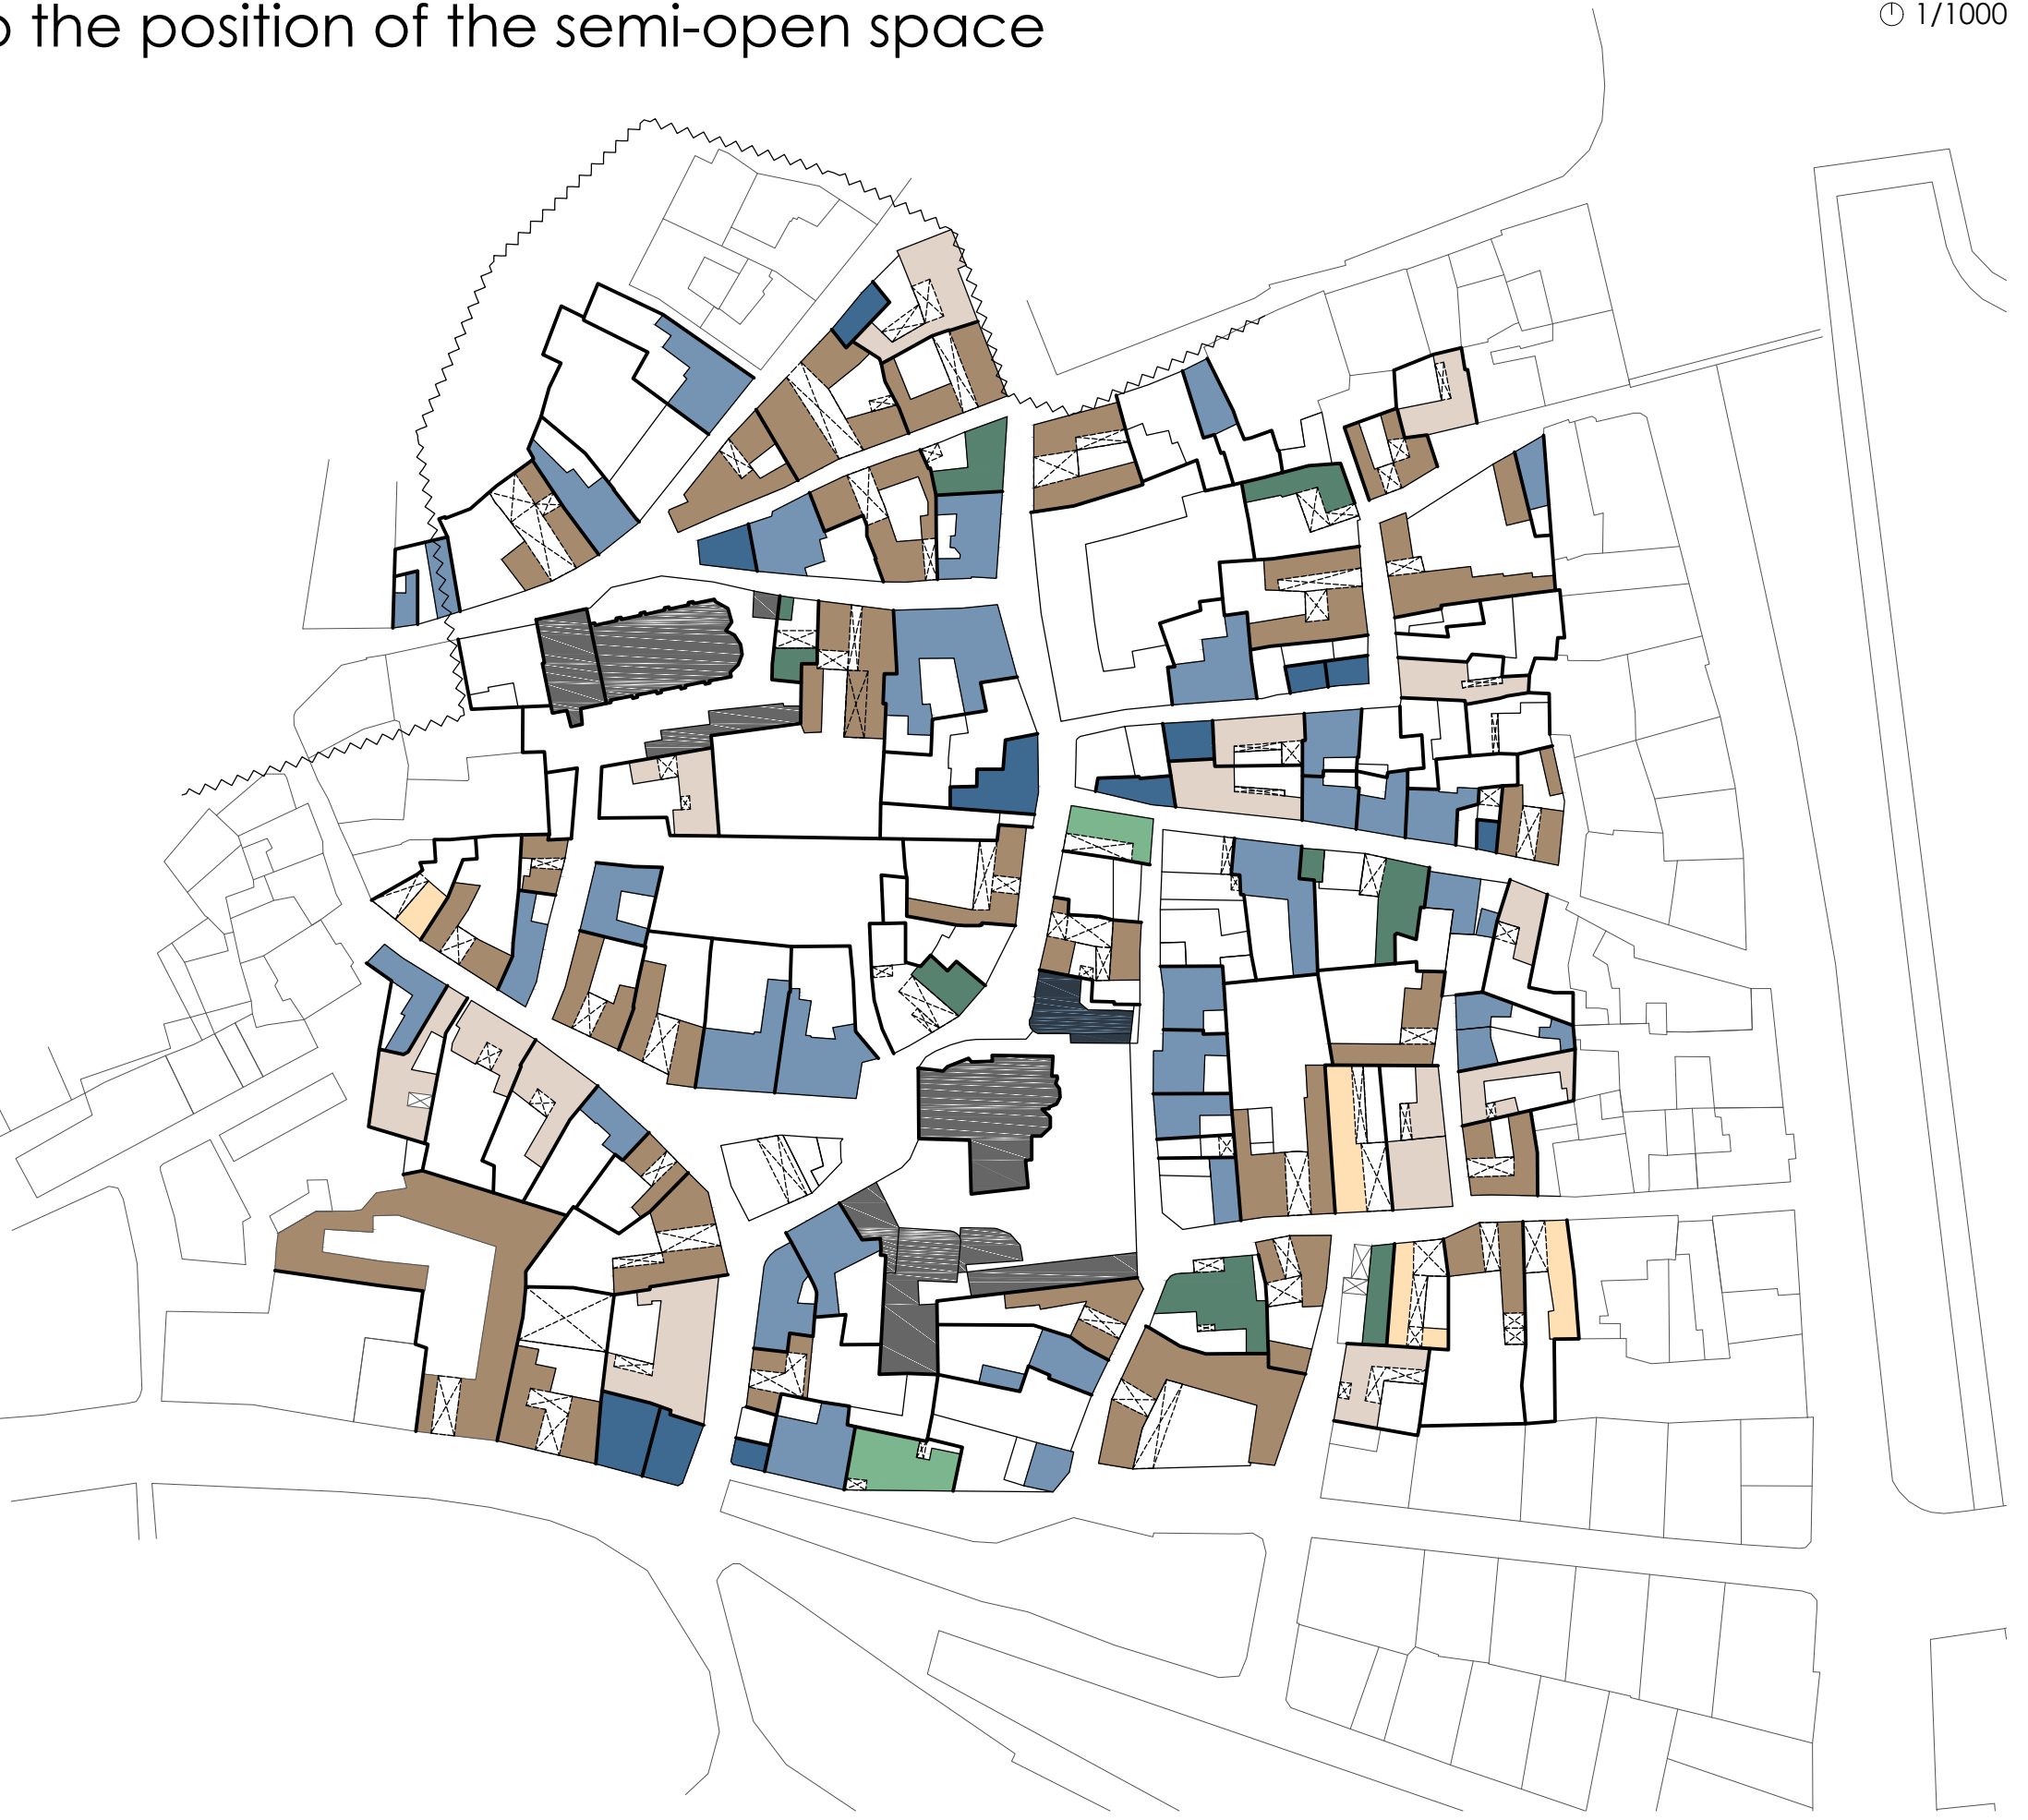 the position of the semi-open space
1/1000